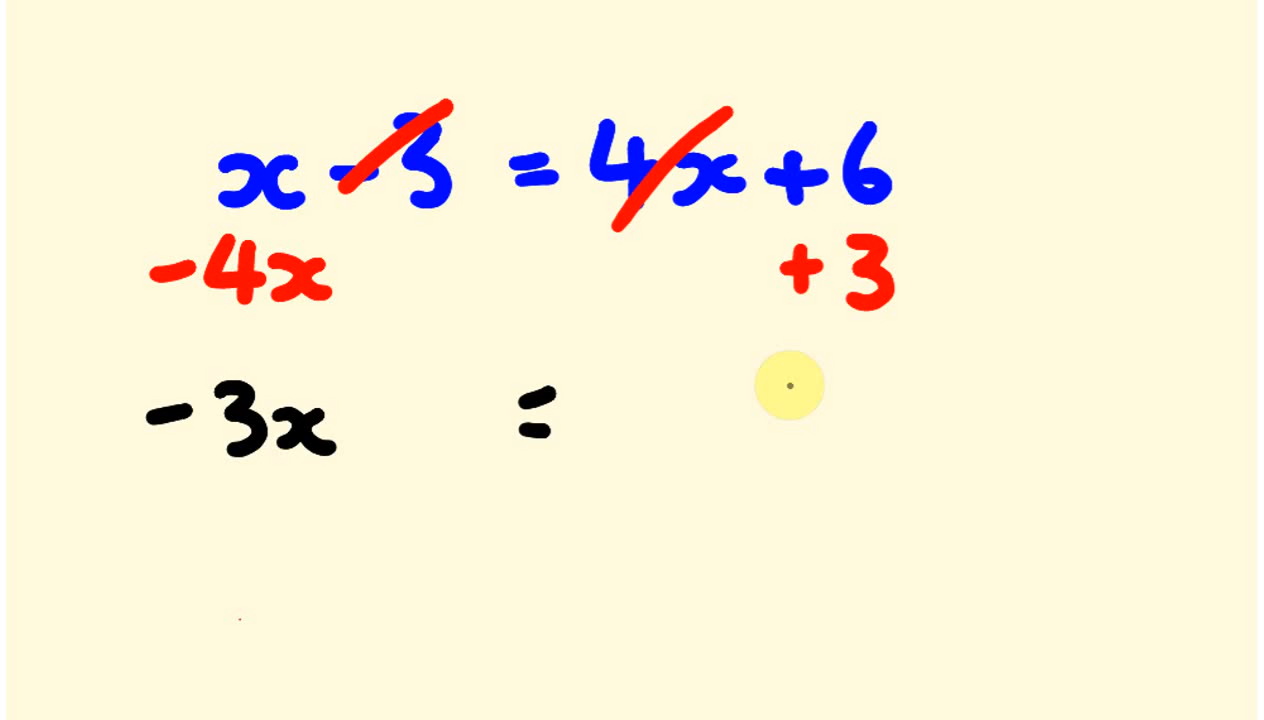 x - 3 = 4x + 6
-4x + 3
-3x =